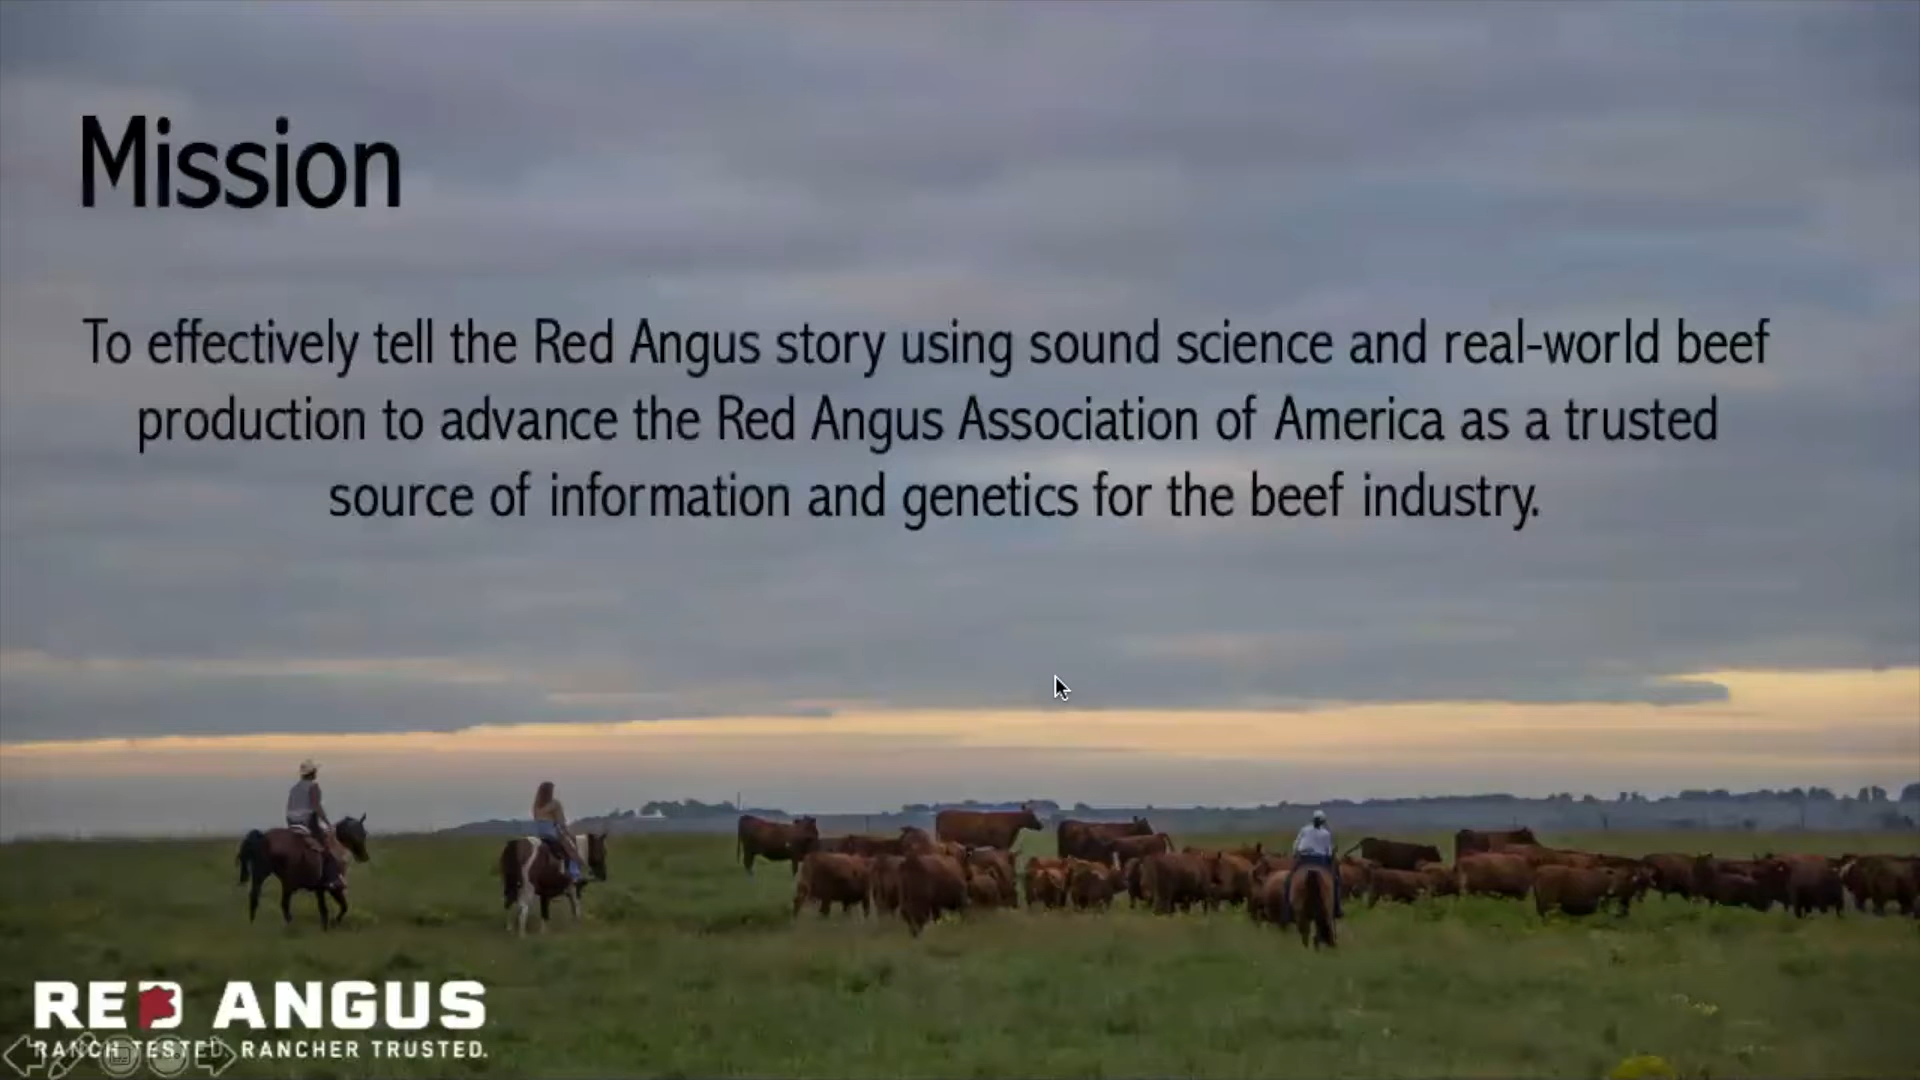 Mission
To effectively tell the Red Angus story using sound science and real-world beef
production to advance the Red Angus Association of America as a trusted
source of information and genetics for the beef industry.
RED ANGUS
RANCH TESTED. RANCHER TRUSTED.